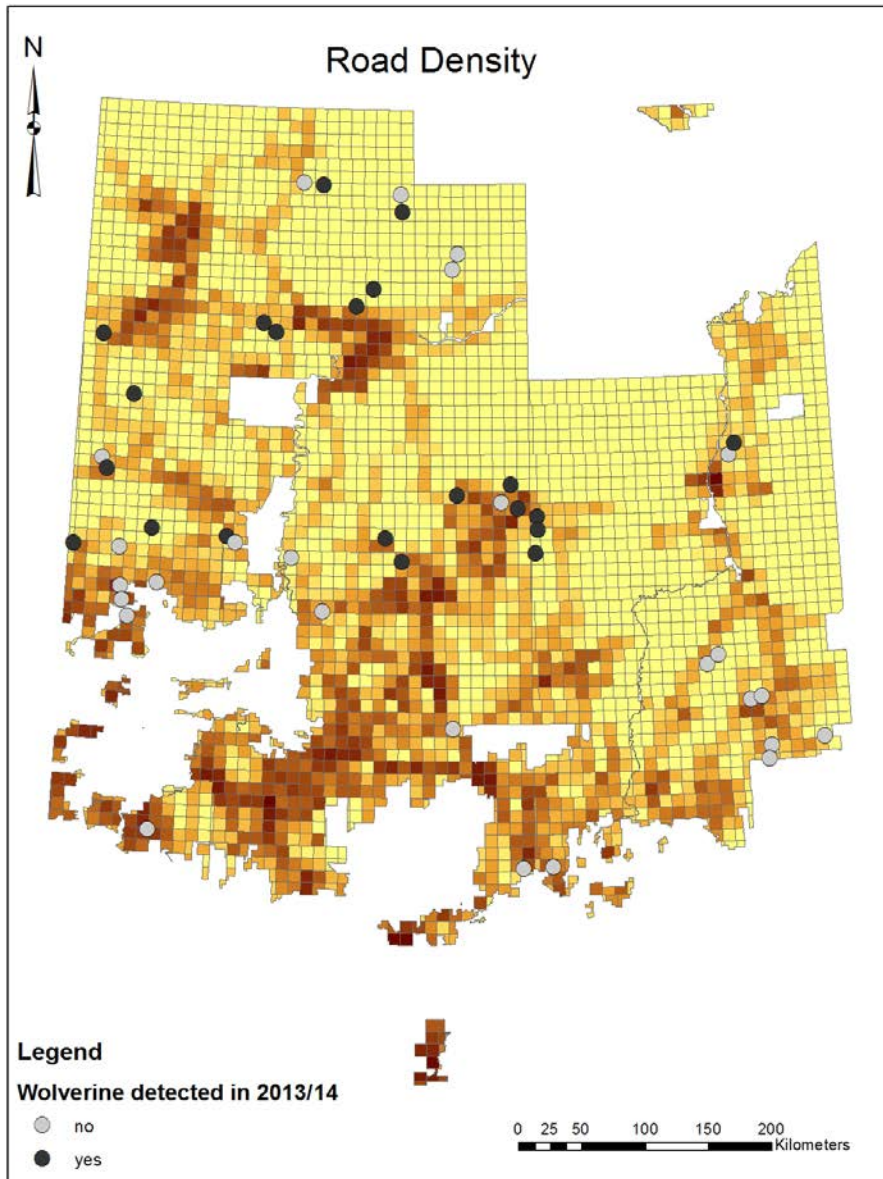 Road Density
N
Legend
Wolverine detected in 2013/14
no
yes
0 25 50 100 150 200
Kilometers